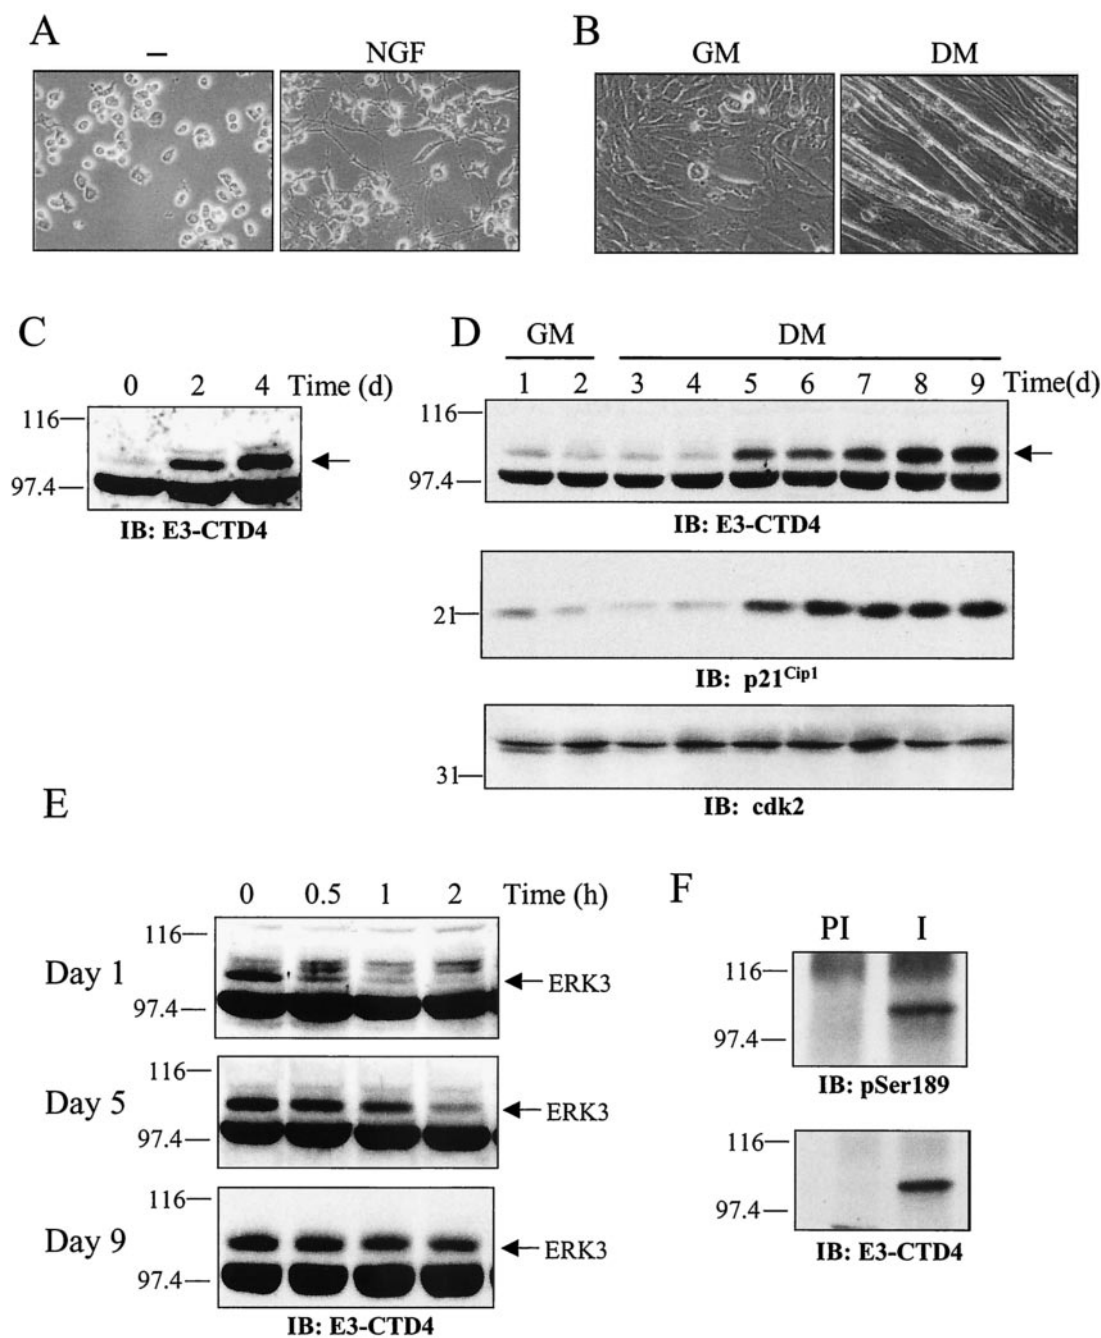 A
B
– NGF
GM DM
C
D
GM DM
0 2 4 Time (d)
1 2 3 4 5 6 7 8 9 Time(d)
116
97.4
IB: E3-CTD4
116
97.4
IB: E3-CTD4
21
IB: p21Cip1
31
IB: cdk2
E
0 0.5 1 2 Time (h)
Day 1
116
97.4
ERK3
Day 5
116
97.4
ERK3
Day 9
116
97.4
ERK3
IB: E3-CTD4
F
PI I
116
97.4
IB: pSer189
116
97.4
IB: E3-CTD4